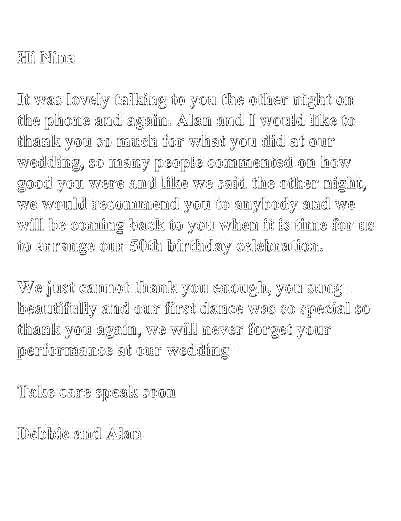 Hi Nina
It was lovely talking to you the other night on
the phone and again. Alan and I would like to
thank you so much for what you did at our
wedding, so many people commented on how
good you were and like we said the other night,
we would recommend you to anybody and we
will be coming back to you when it is time for us
to arrange our 50th birthday celebration.
We just cannot thank you enough, you sung
beautifully and our first dance was so special so
thank you again, we will never forget your
performance at our wedding
Take care speak soon
Debbie and Alan